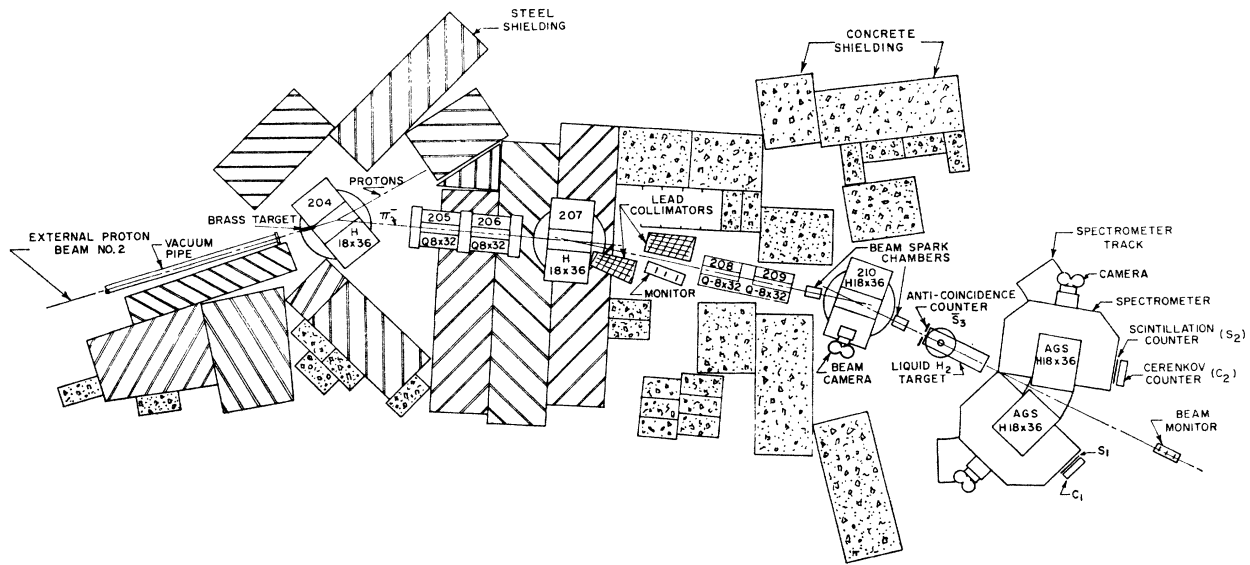 STEEL
SHIELDING
CONCRETE
SHIELDING
PROTONS
204
H
18x36
BRASS TARGET
π⁻
205
Q8x32
206
Q8x32
207
H
18x36
LEAD
COLLIMATORS
EXTERNAL PROTON
BEAM NO.2
VACUUM
PIPE
MONITOR
208
Q-8x32
209
Q-8x32
BEAM SPARK
CHAMBERS
210
H18x36
BEAM
CAMERA
ANTI-COINCIDENCE
COUNTER
S̄3
LIQUID H2
TARGET
SPECTROMETER
TRACK
CAMERA
SPECTROMETER
SCINTILLATION
COUNTER (S2)
CERENKOV
COUNTER (C2)
AGS
H18x36
AGS
H18x36
BEAM
MONITOR
S1
C1